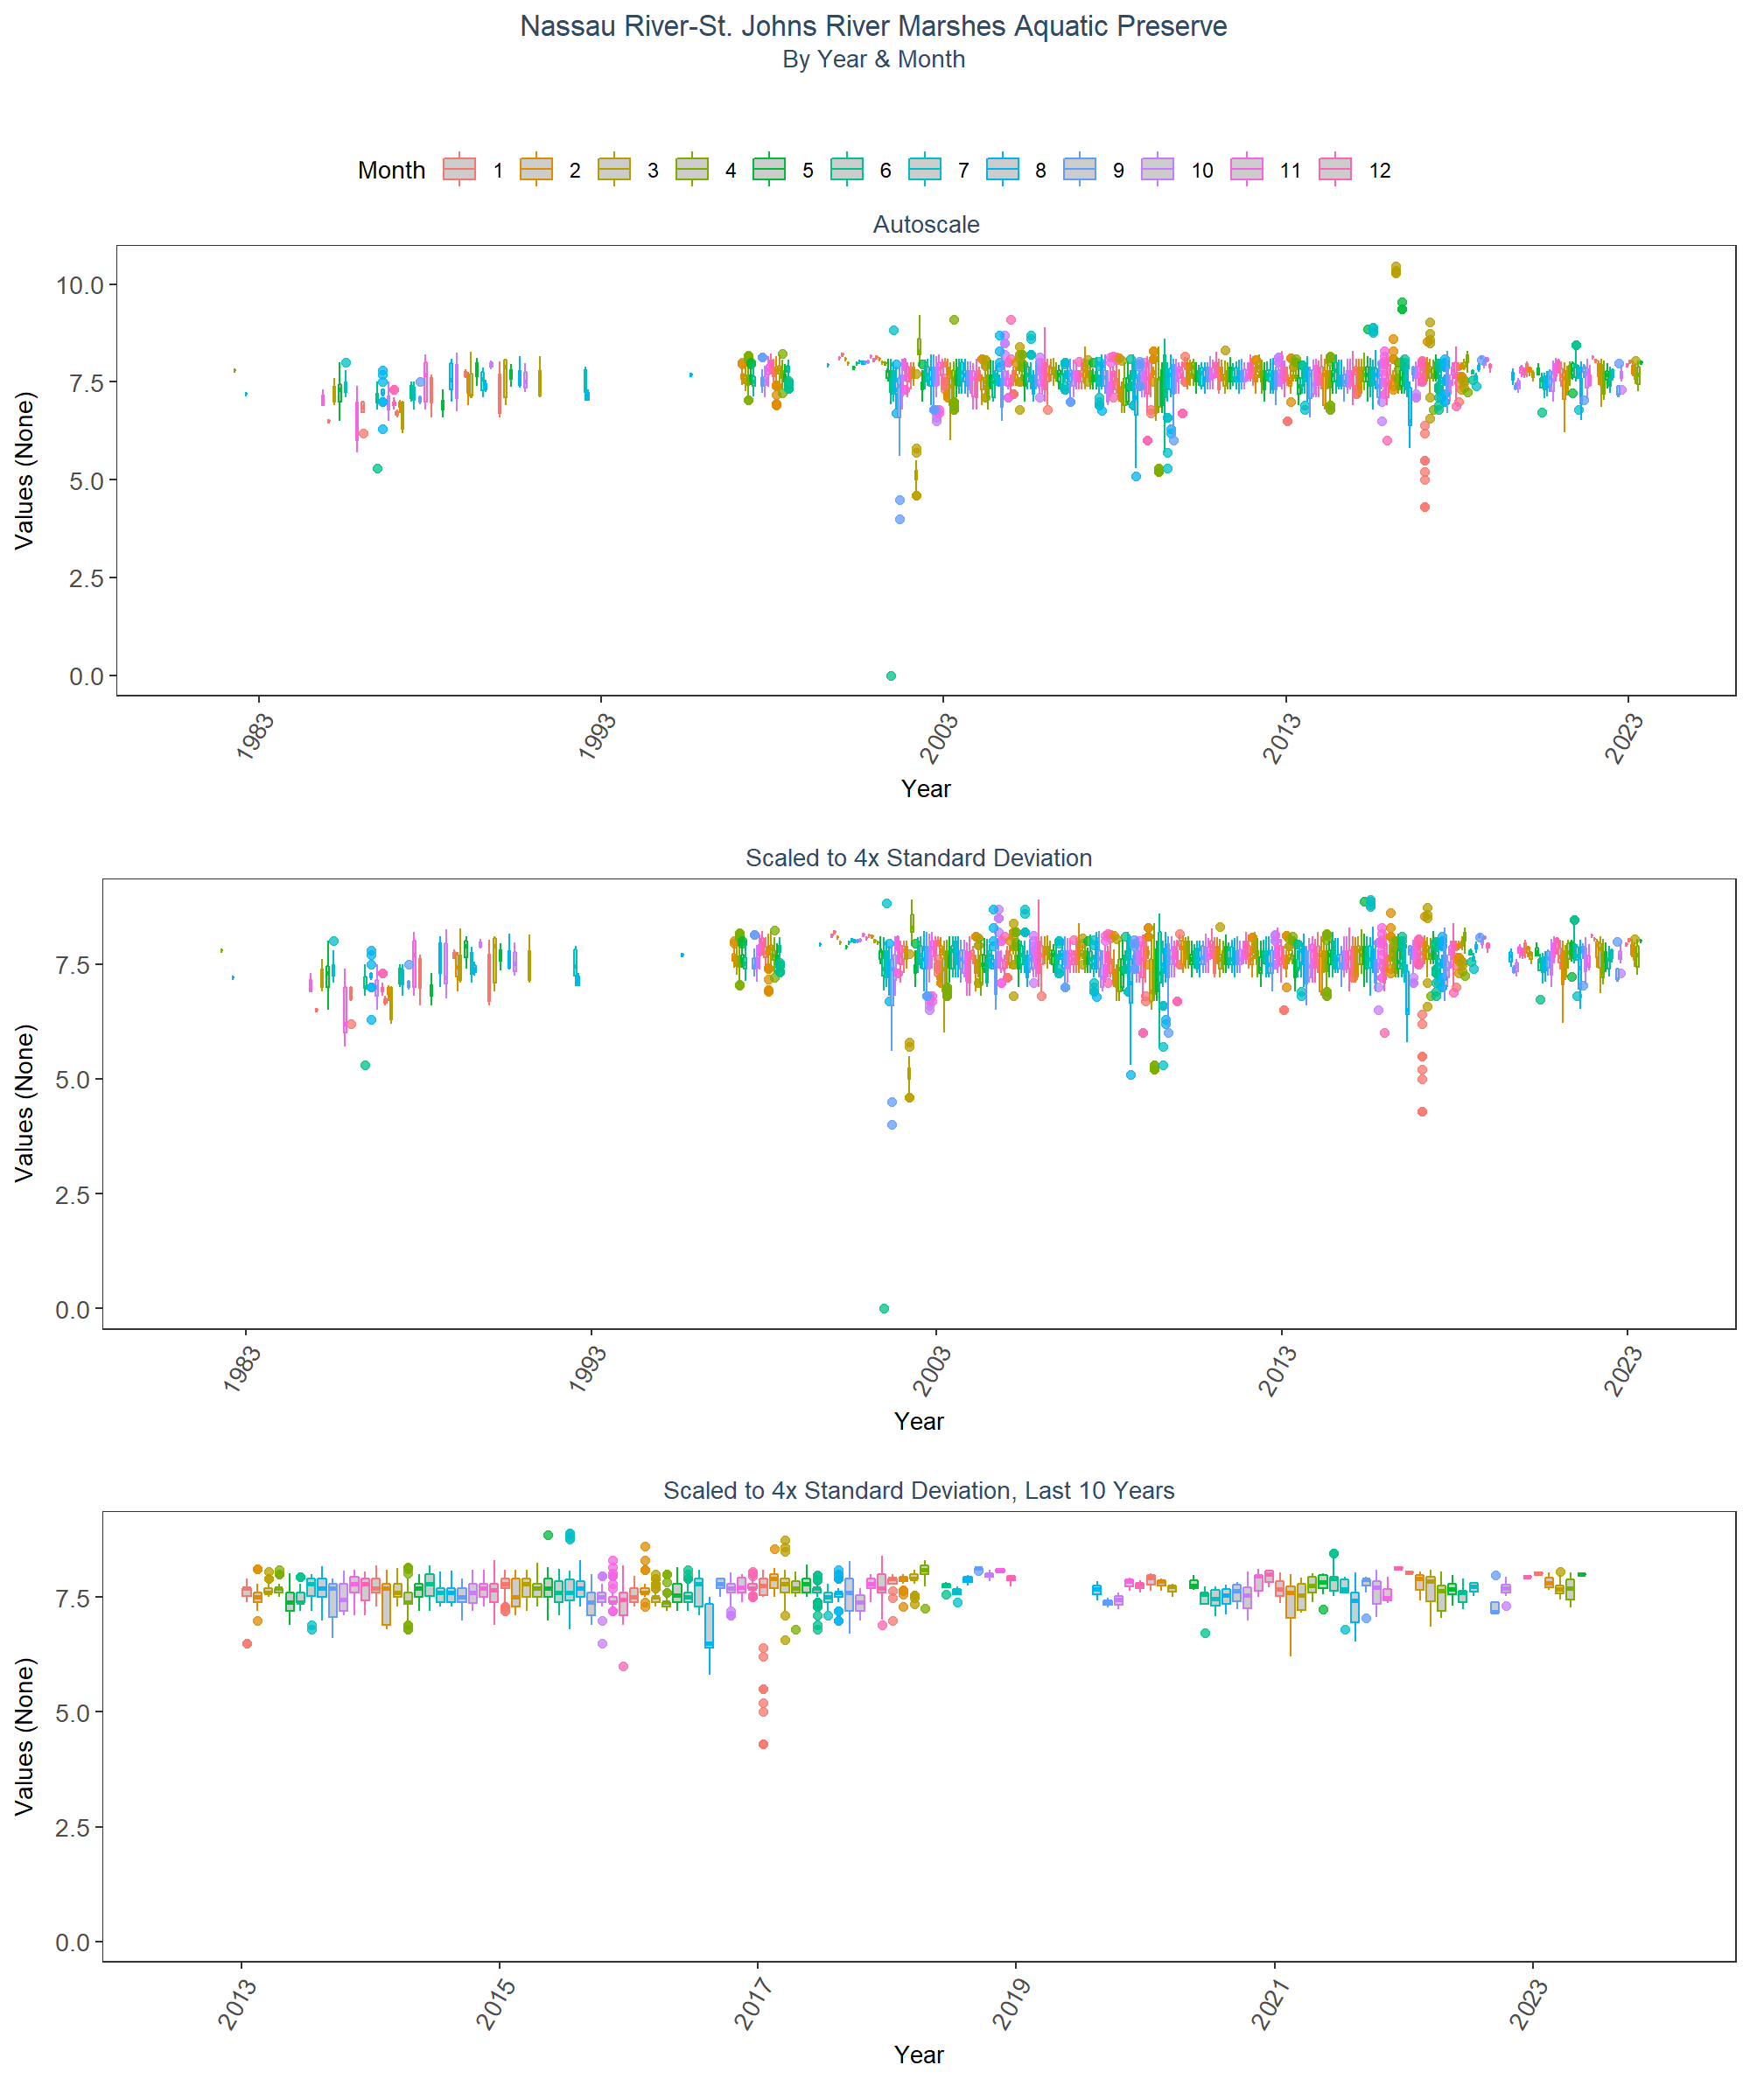 Nassau River-St. Johns River Marshes Aquatic Preserve
By Year & Month
Month 1 2 3 4 5 6 7 8 9 10 11 12
Autoscale
Values (None)
10.0
7.5
5.0
2.5
0.0
1983 1993 2003 2013 2023
Year
Scaled to 4x Standard Deviation
Values (None)
7.5
5.0
2.5
0.0
1983 1993 2003 2013 2023
Year
Scaled to 4x Standard Deviation, Last 10 Years
Values (None)
7.5
5.0
2.5
0.0
2013 2015 2017 2019 2021 2023
Year